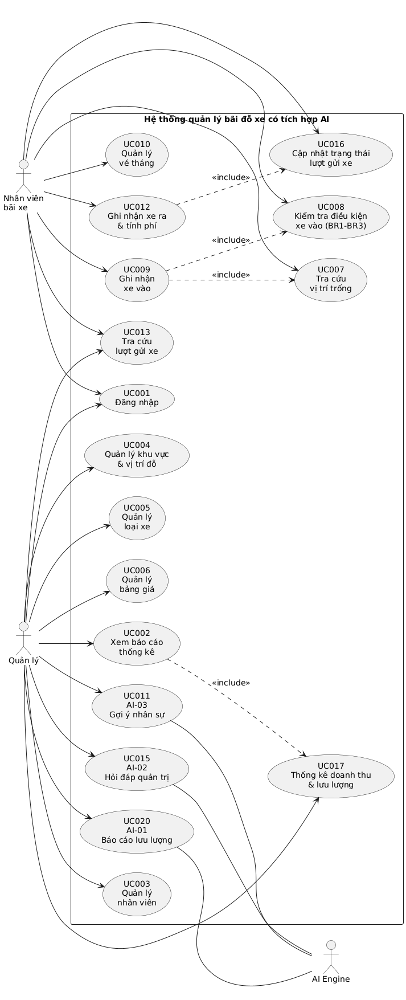 Hệ thống quản lý bãi đỗ xe có tích hợp AI
UC010
Quản lý
vé tháng
UC016
Cập nhật trạng thái
lượt gửi xe
Nhân viên
bãi xe
«include»
UC012
Ghi nhận xe ra
& tính phí
UC008
Kiểm tra điều kiện
xe vào (BR1-BR3)
«include»
UC009
Ghi nhận
xe vào
«include»
UC007
Tra cứu
vị trí trống
UC013
Tra cứu
lượt gửi xe
UC001
Đăng nhập
UC004
Quản lý khu vực
& vị trí đỗ
UC005
Quản lý
loại xe
UC006
Quản lý
bảng giá
Quản lý
UC002
Xem báo cáo
thống kê
«include»
UC011
AI-03
Gợi ý nhân sự
UC015
AI-02
Hỏi đáp quản trị
UC017
Thống kê doanh thu
& lưu lượng
UC020
AI-01
Báo cáo lưu lượng
UC003
Quản lý
nhân viên
AI Engine